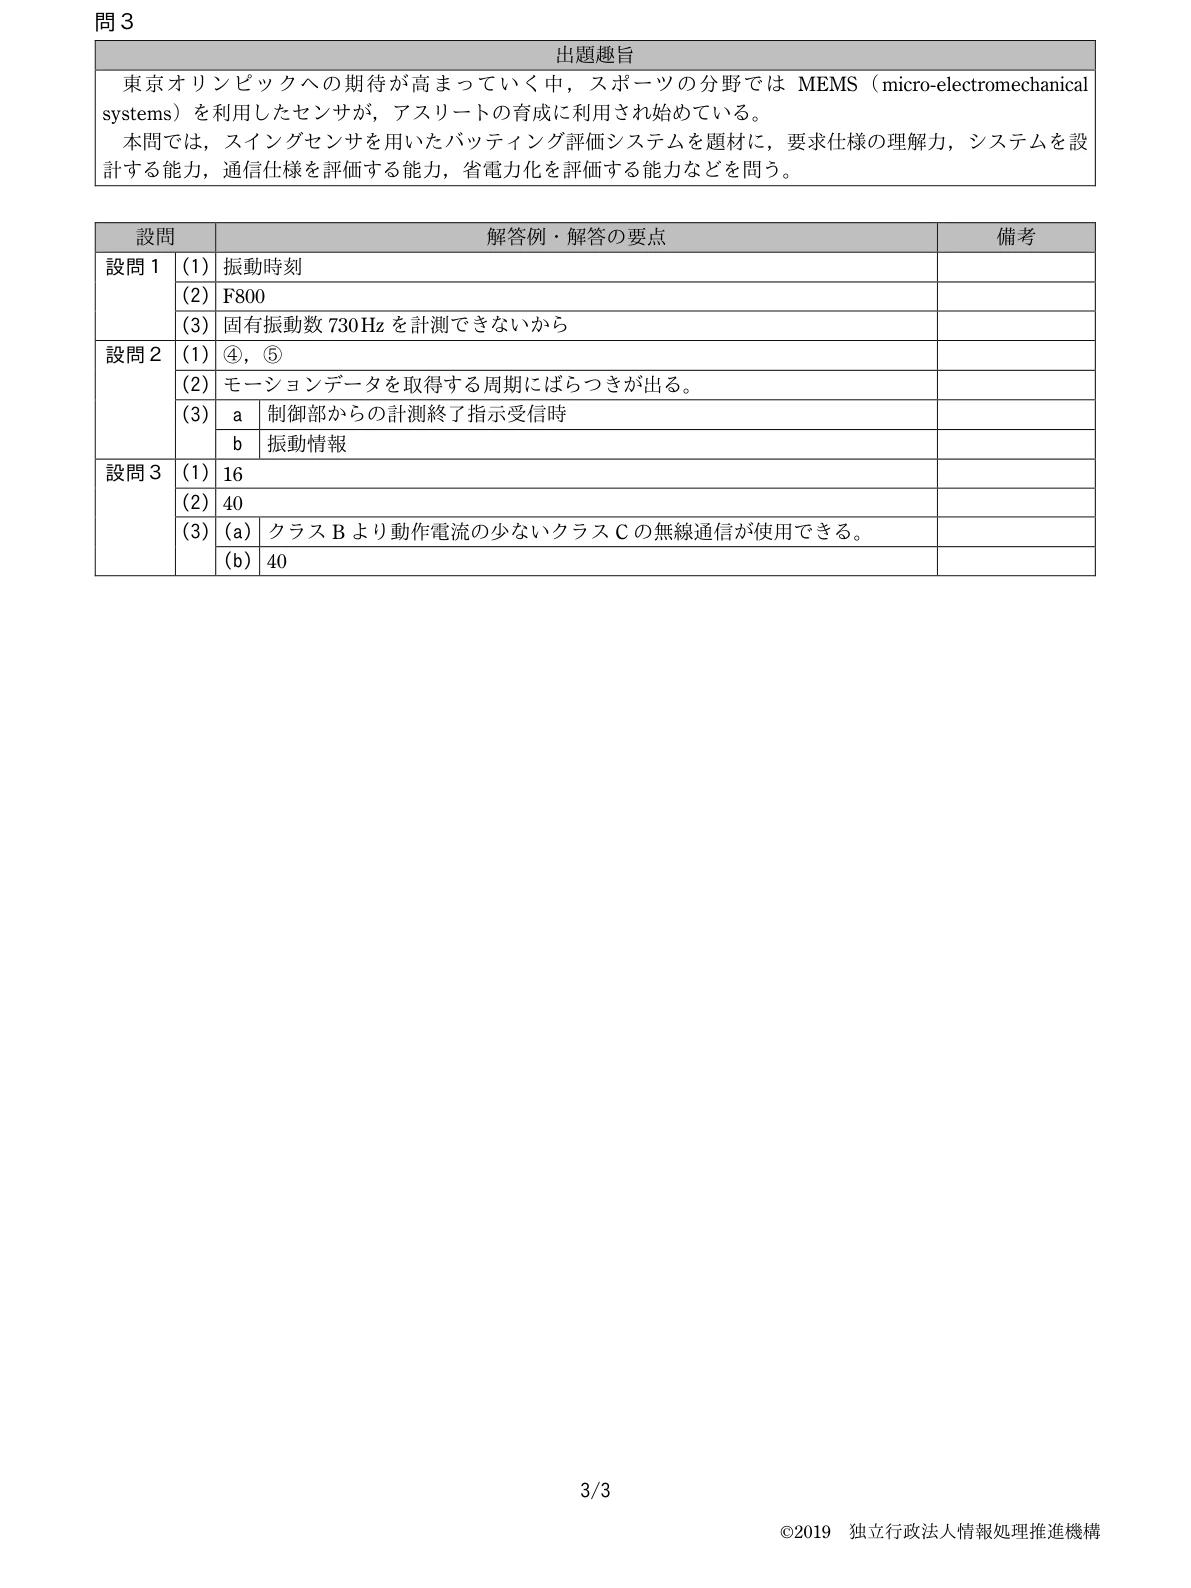 問3
出題趣旨
東京オリンピックへの期待が高まっていく中，スポーツの分野では MEMS（micro-electromechanical
systems）を利用したセンサが，アスリートの育成に利用され始めている。
本問では，スイングセンサを用いたバッティング評価システムを題材に，要求仕様の理解力，システムを設
計する能力，通信仕様を評価する能力，省電力化を評価する能力などを問う。
設問 解答例・解答の要点 備考
設問1 (1) 振動時刻
(2) F800
(3) 固有振動数 730Hz を計測できないから
設問2 (1) ④，⑤
(2) モーションデータを取得する周期にばらつきが出る。
(3) a 制御部からの計測終了指示受信時
b 振動情報
設問3 (1) 16
(2) 40
(3) (a) クラス B より動作電流の少ないクラス C の無線通信が使用できる。
(b) 40
3/3
©2019 独立行政法人情報処理推進機構